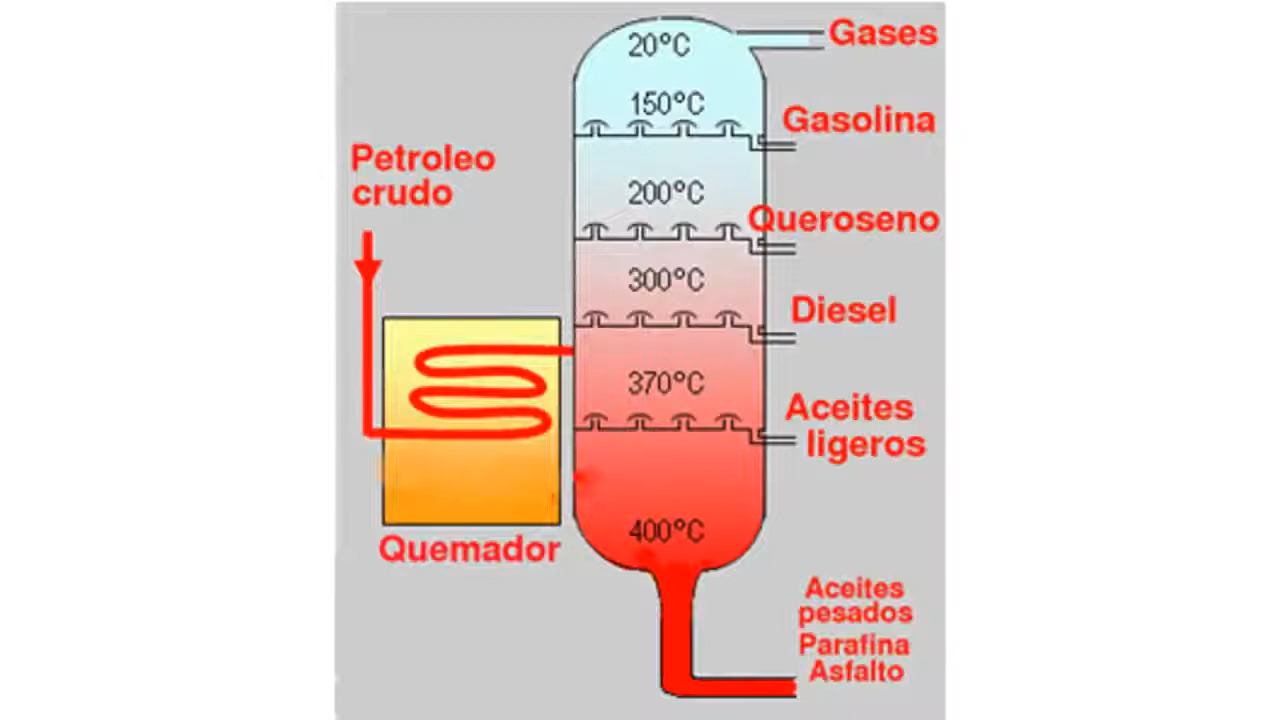 20°C
Gases
150°C
Gasolina
Petroleo
crudo
200°C
Queroseno
300°C
Diesel
370°C
Aceites
ligeros
400°C
Quemador
Aceites
pesados
Parafina
Asfalto